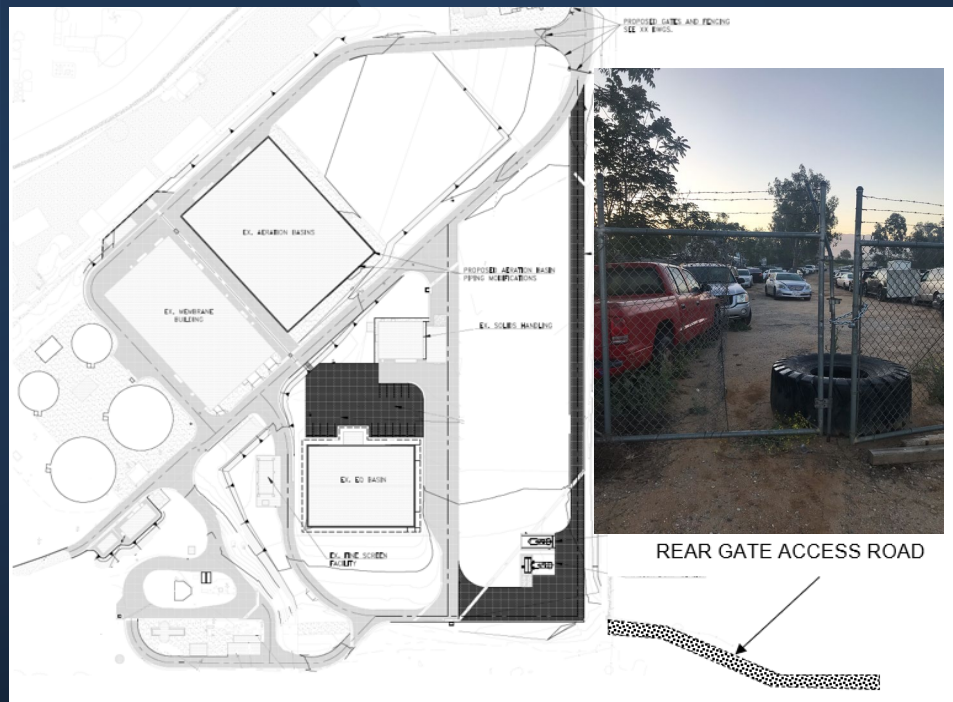 PROPOSED GATES AND FENCING
SEE XX DWGS.
EX. AERATION BASINS
PROPOSED AERATION BASIN
PIPING MODIFICATIONS
EX. MEMBRANE
BUILDING
EX. SOLIDS HANDLING
EX. EQ BASIN
EX. FINE SCREEN
FACILITY
REAR GATE ACCESS ROAD